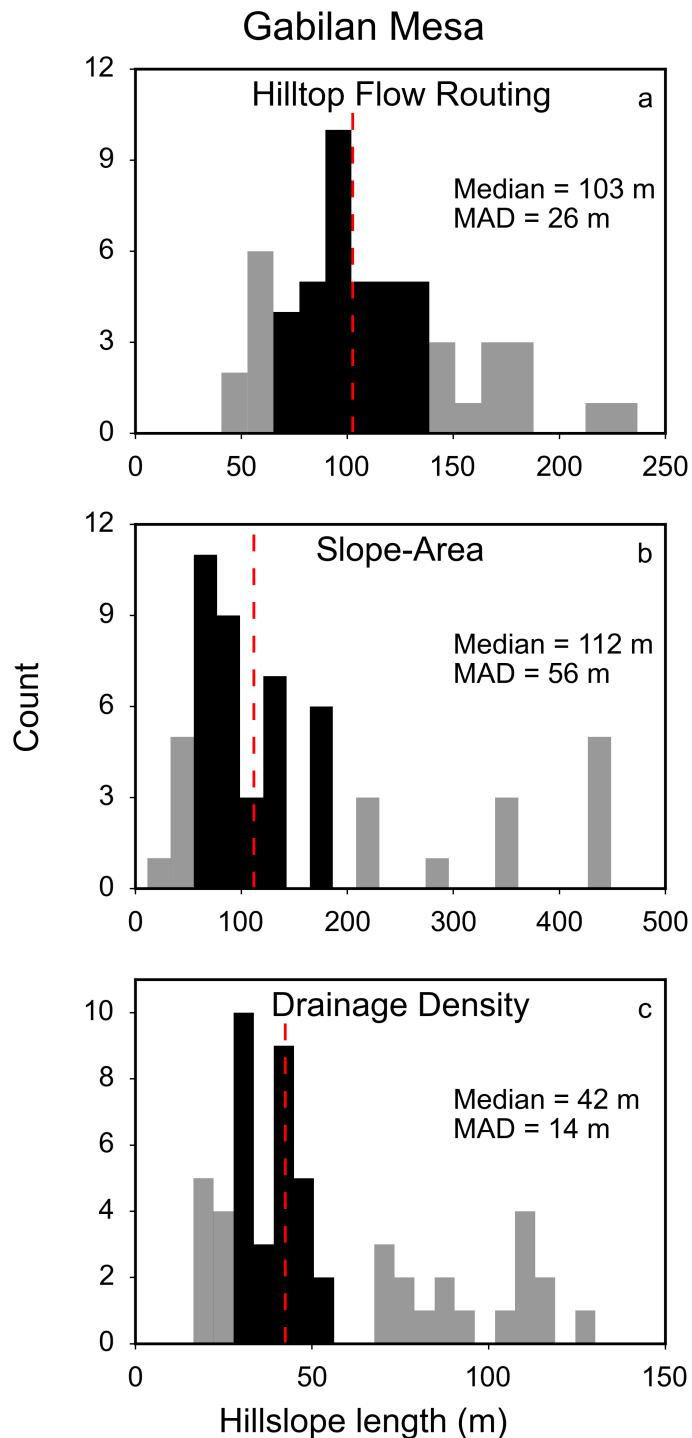 Gabilan Mesa
12
Hilltop Flow Routing
a
9
Median = 103 m
MAD = 26 m
6
3
0
0 50 100 150 200 250
12
Slope-Area
b
9
Median = 112 m
MAD = 56 m
6
3
0
0 100 200 300 400 500
Count
Drainage Density
c
10
Median = 42 m
MAD = 14 m
8
6
4
2
0
0 50 100 150
Hillslope length (m)